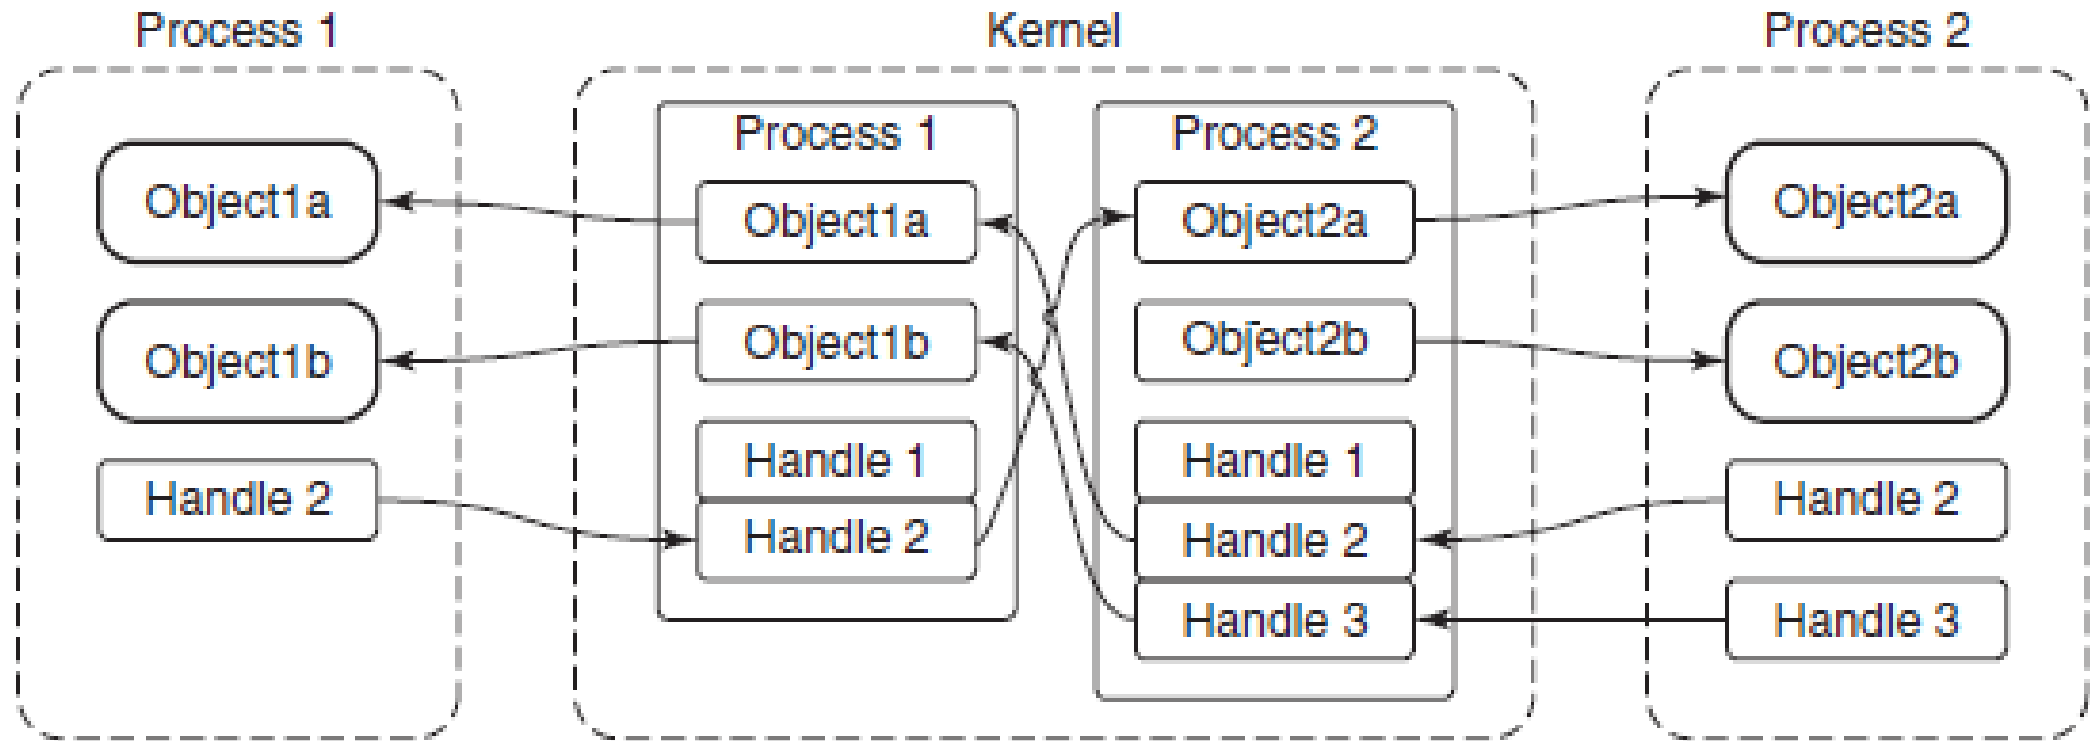 Process 1
Kernel
Process 2
Object1a
Object1b
Handle 2
Process 1
Object1a
Object1b
Handle 1
Handle 2
Process 2
Object2a
Object2b
Handle 1
Handle 2
Handle 3
Object2a
Object2b
Handle 2
Handle 3